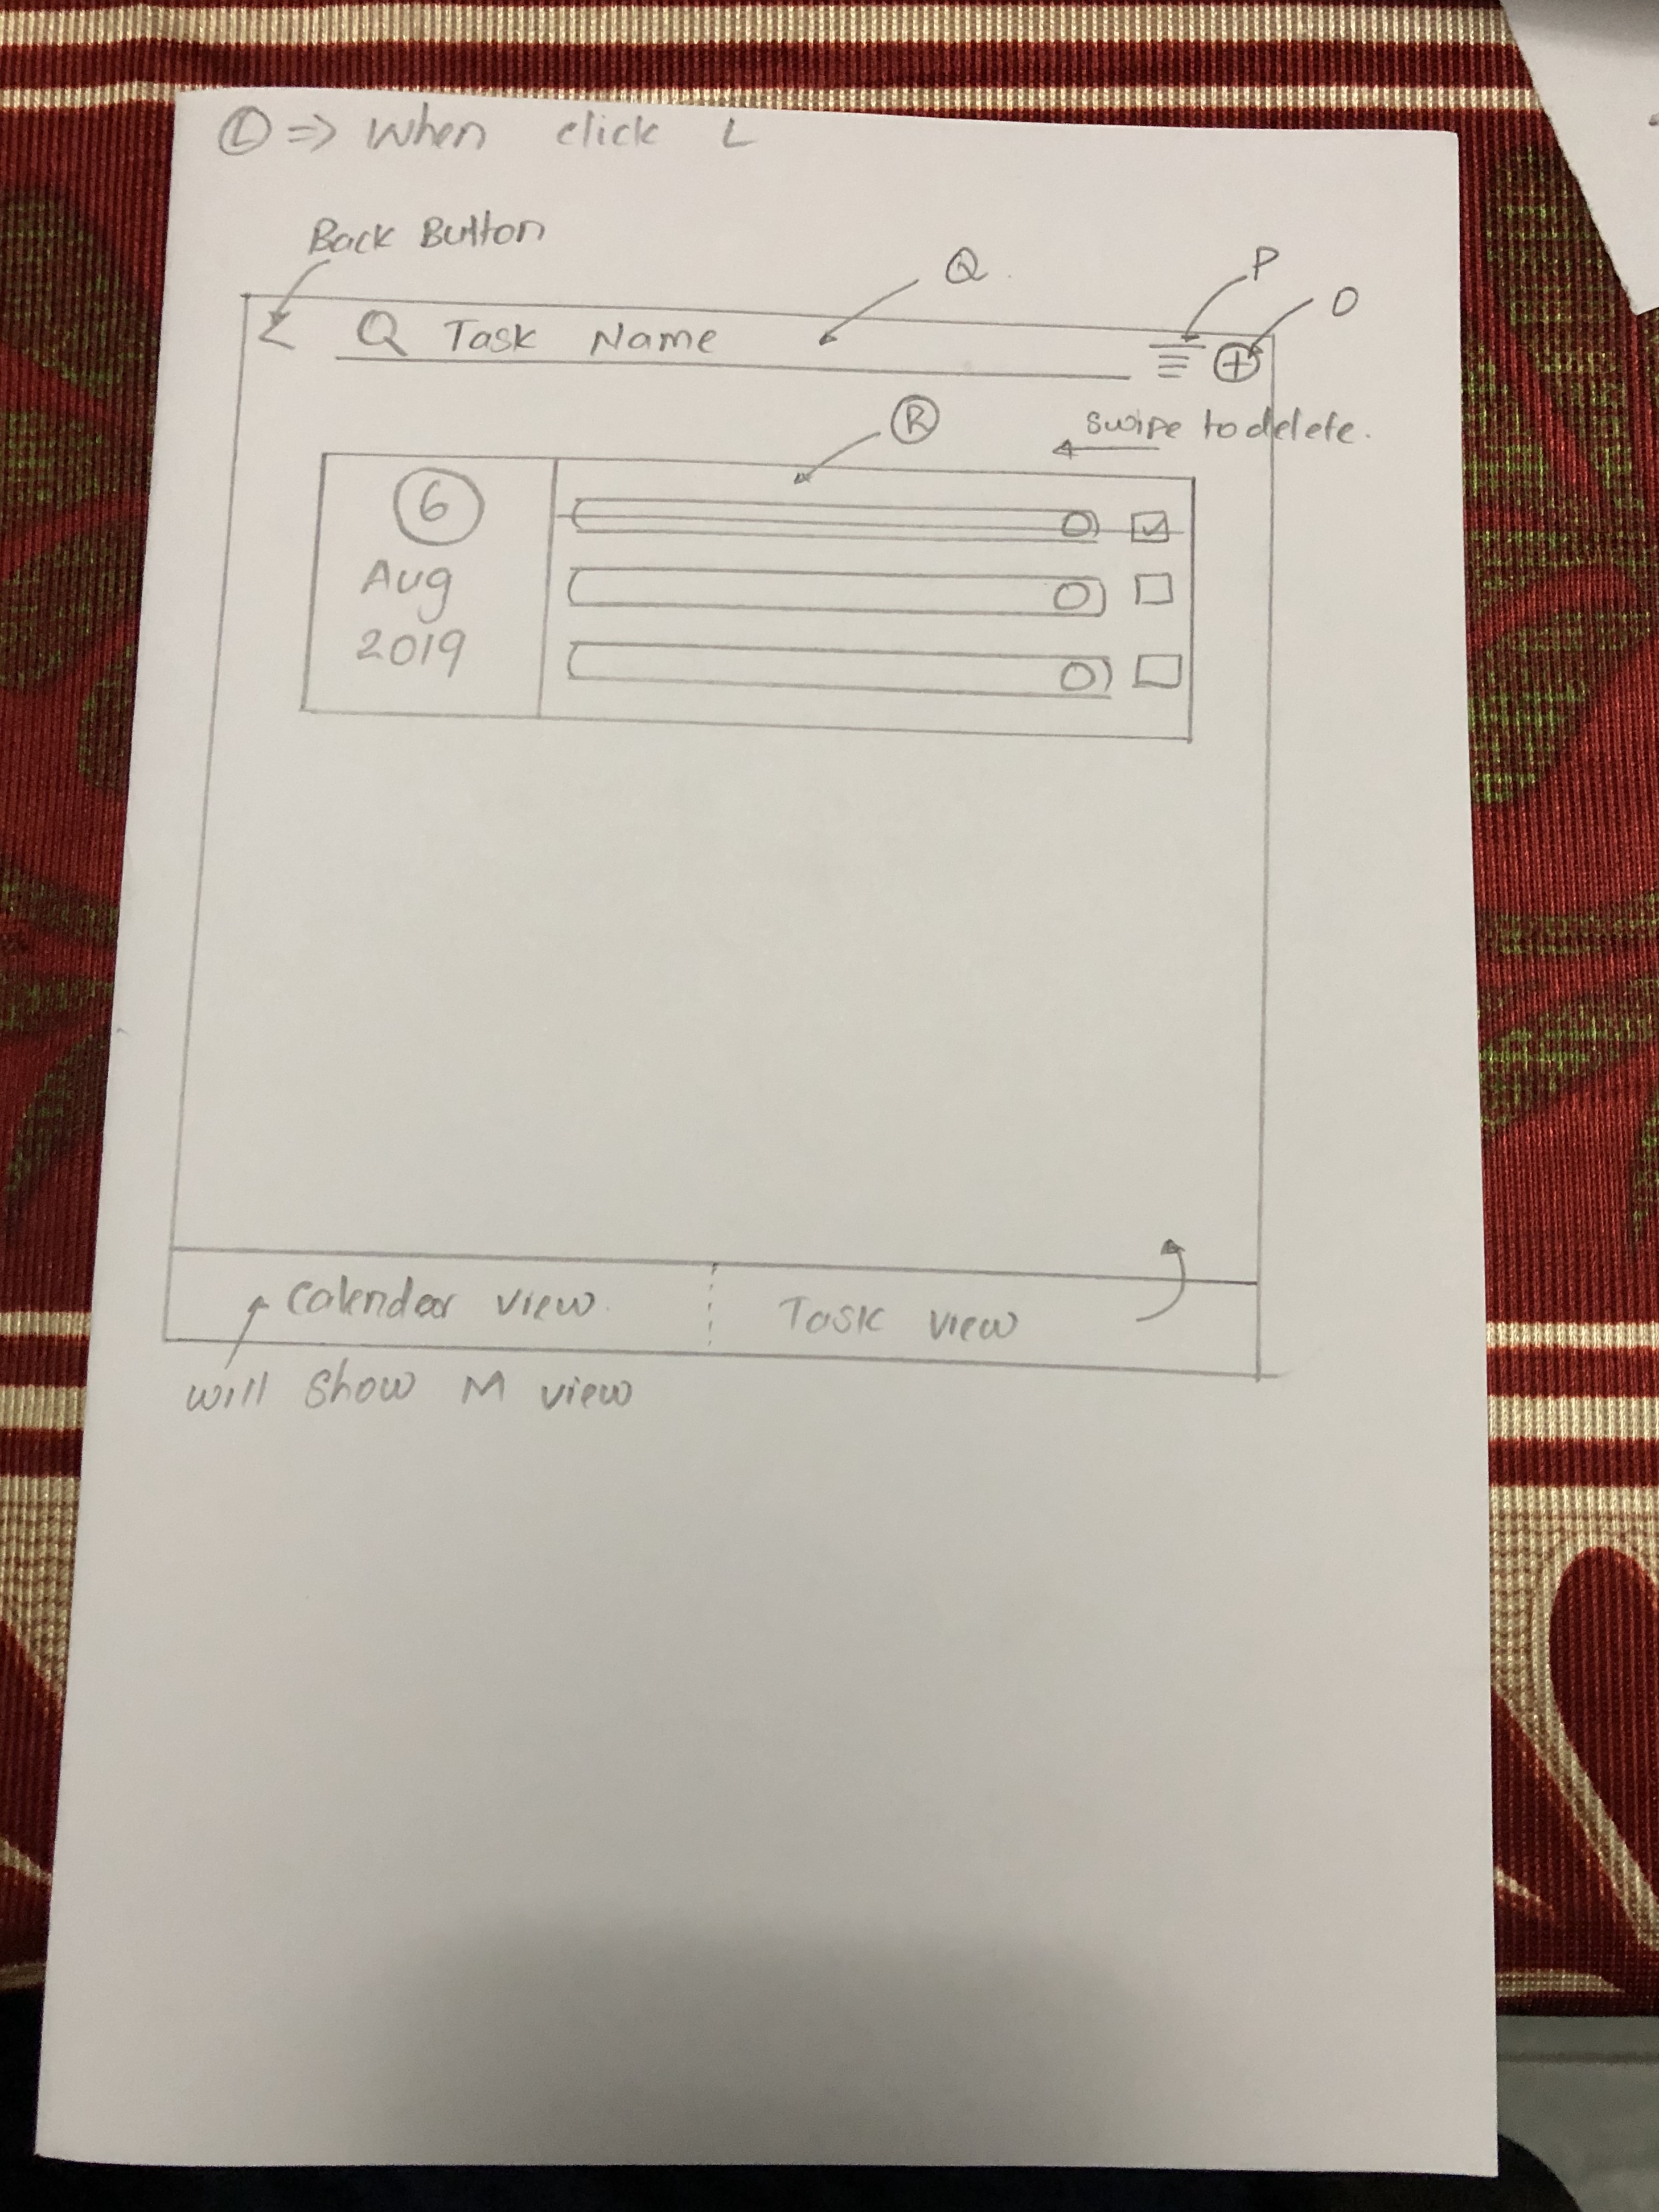 Ⓛ => When click L
Back Button
Q
P
O
< Q Task Name
Ⓡ
swipe to delete.
6
Aug
2019
Calendar view.
Task view
will show M view